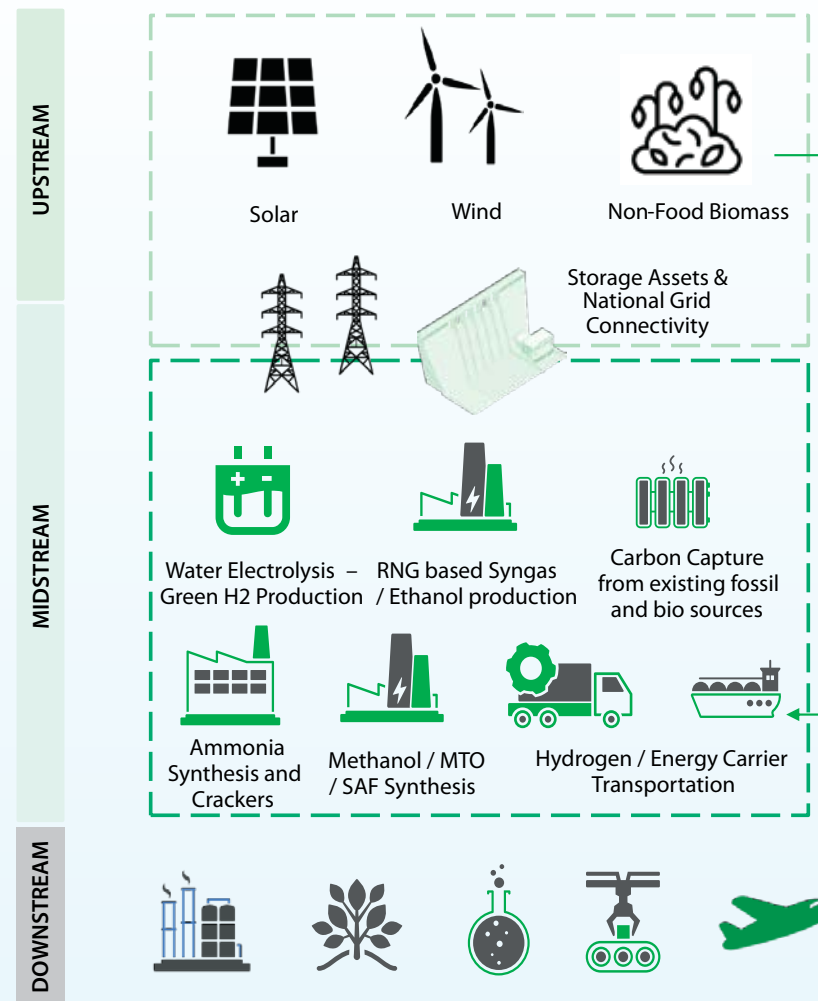 UPSTREAM
Solar
Wind
Non-Food Biomass
Storage Assets &
National Grid
Connectivity
MIDSTREAM
Water Electrolysis –
Green H2 Production
RNG based Syngas
/ Ethanol production
Carbon Capture
from existing fossil
and bio sources
Ammonia
Synthesis and
Crackers
Methanol / MTO
/ SAF Synthesis
Hydrogen / Energy Carrier
Transportation
DOWNSTREAM